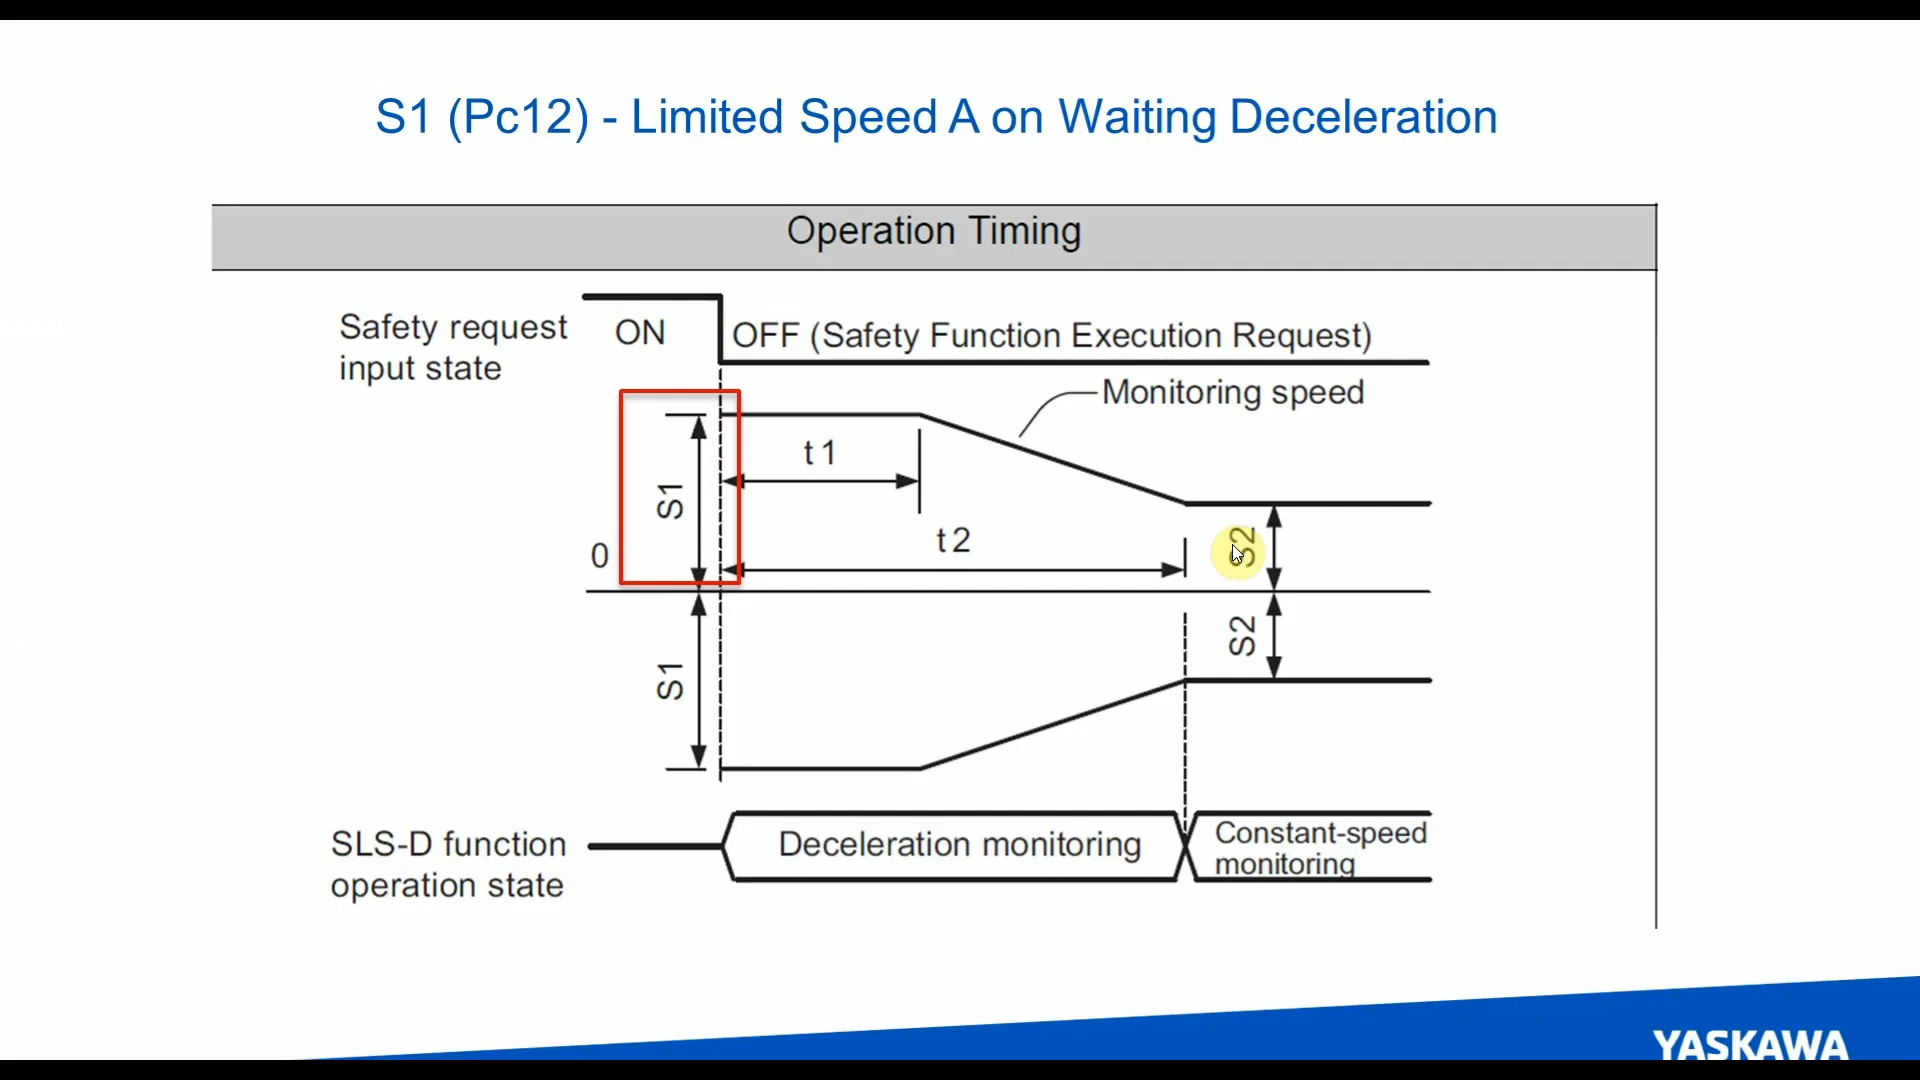 S1 (Pc12) - Limited Speed A on Waiting Deceleration
Operation Timing
Safety request
input state
ON
OFF (Safety Function Execution Request)
Monitoring speed
t1
S1
t2
0
S2
S2
S1
SLS-D function
operation state
Deceleration monitoring
Constant-speed
monitoring
YASKAWA